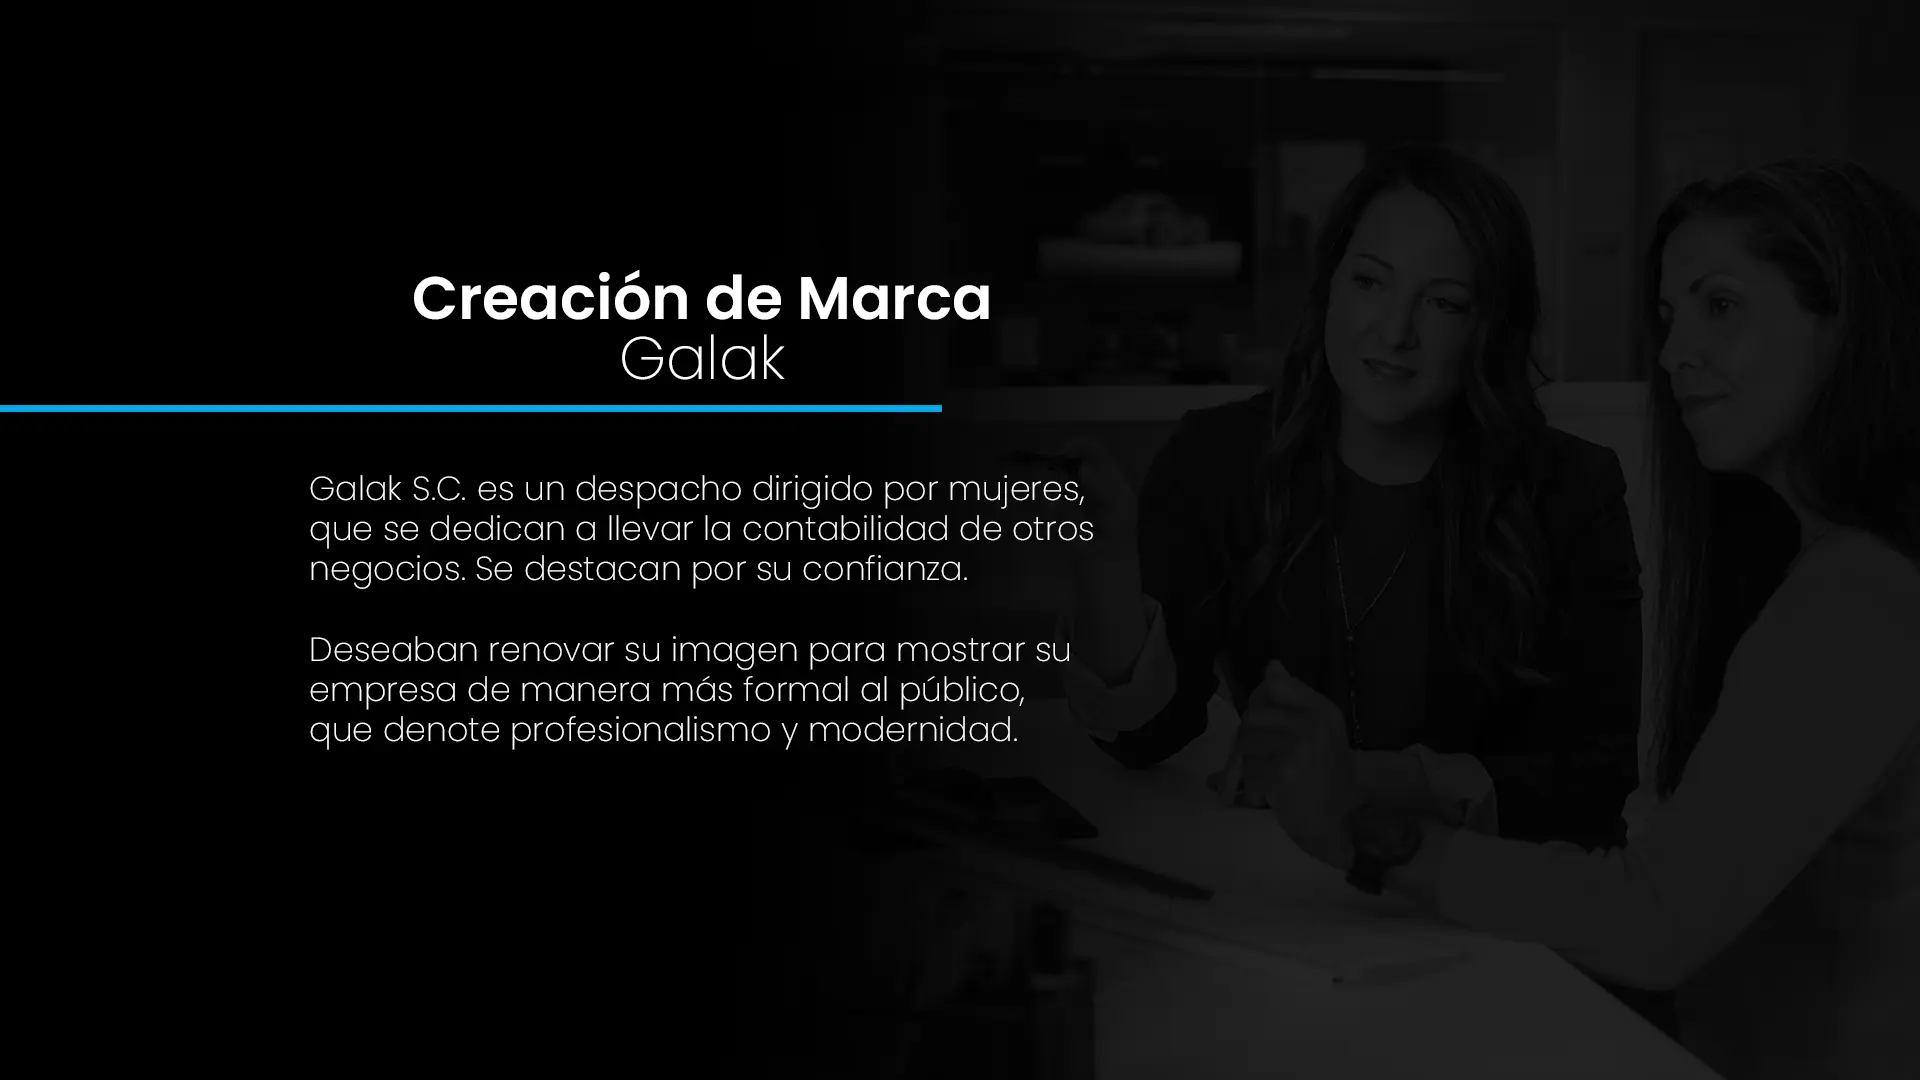 Creación de Marca
Galak
Galak S.C. es un despacho dirigido por mujeres,
que se dedican a llevar la contabilidad de otros
negocios. Se destacan por su confianza.
Deseaban renovar su imagen para mostrar su
empresa de manera más formal al público,
que denote profesionalismo y modernidad.